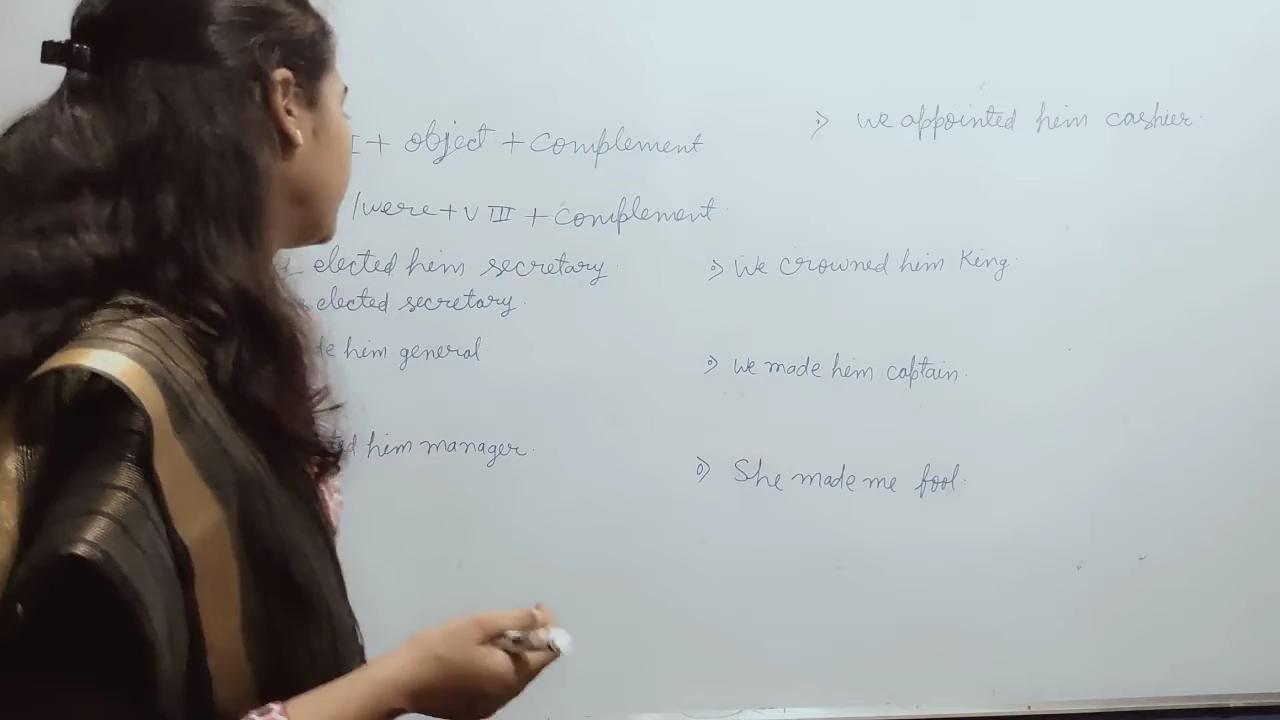 + object + complement
/were + V III + complement
elected him secretary.
elected secretary.
him general.
him manager.
we appointed him cashier.
we crowned him King.
we made him captain.
She made me fool.